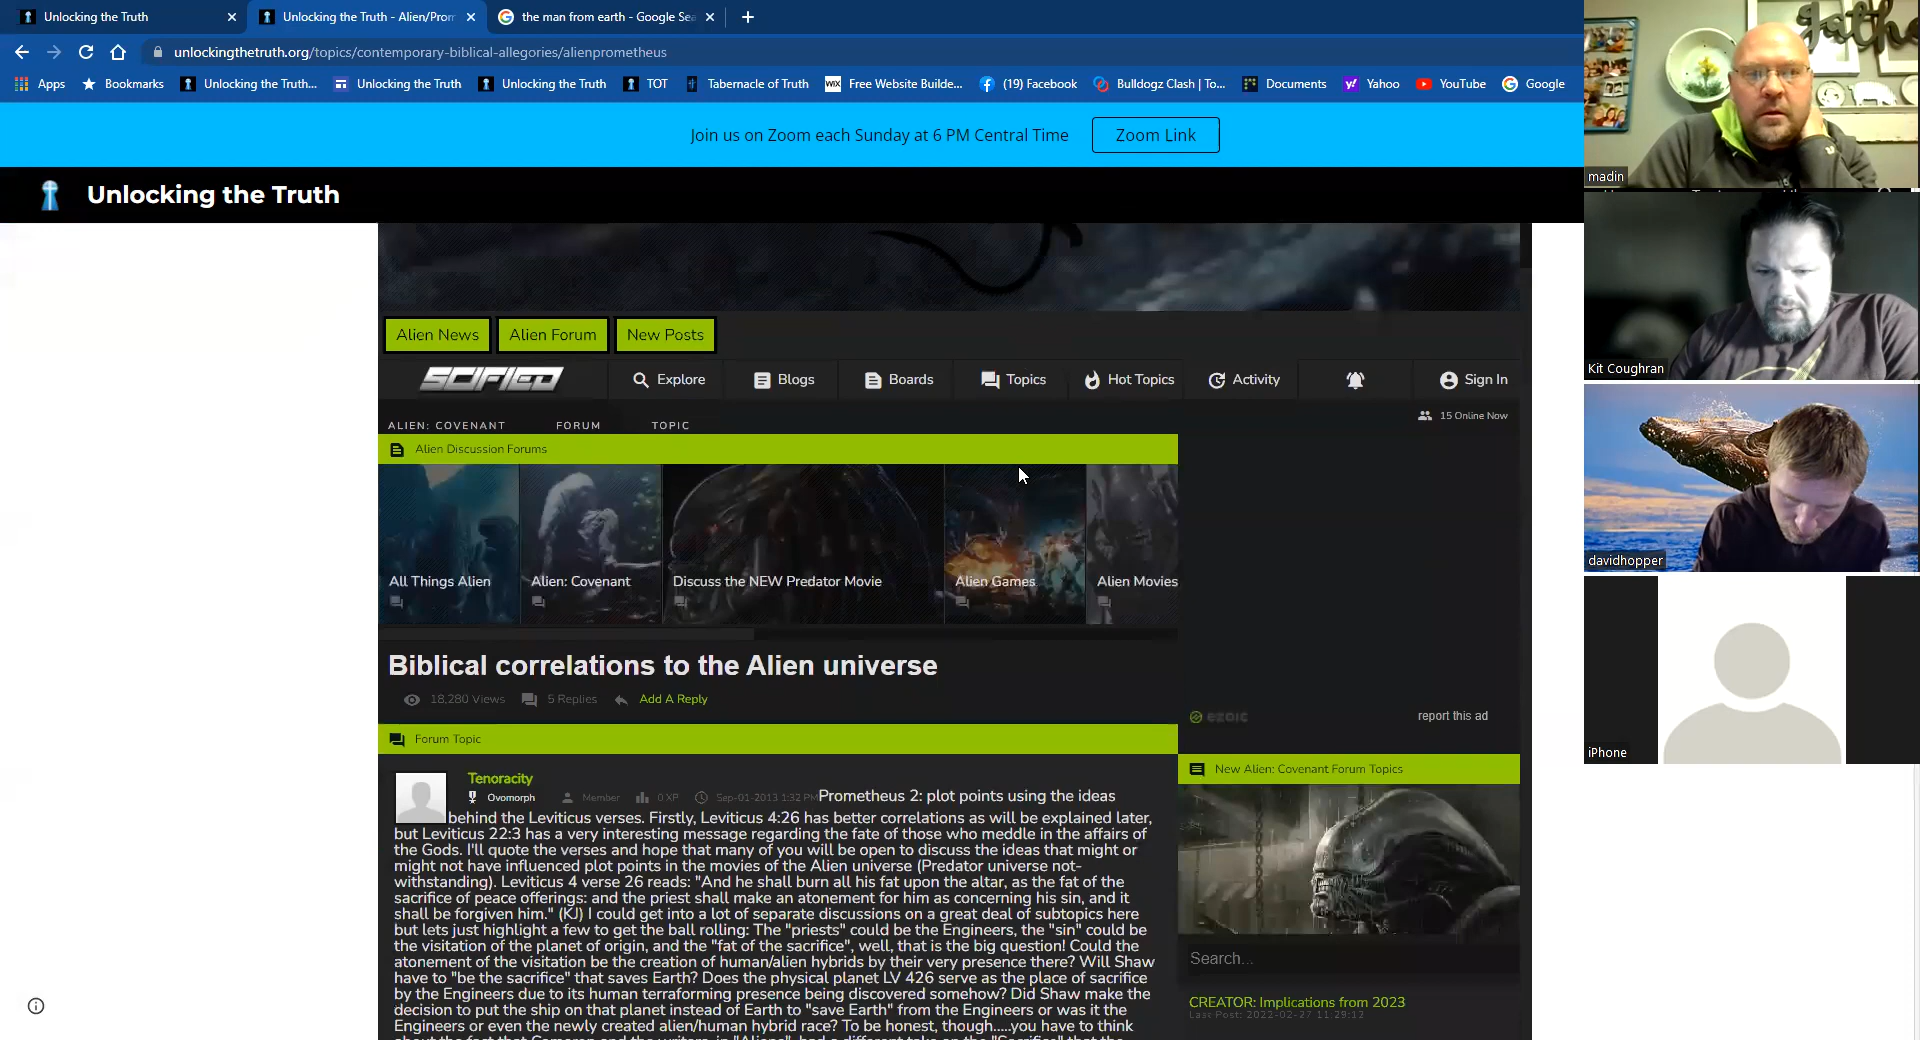 Unlocking the Truth
Unlocking the Truth - Alien/Prom
the man from earth - Google Sea
unlockingthetruth.org/topics/contemporary-biblical-allegories/alienprometheus
Apps Bookmarks Unlocking the Truth... Unlocking the Truth Unlocking the Truth TOT Tabernacle of Truth WIX Free Website Builde... (19) Facebook Bulldogz Clash | To... Documents Yahoo YouTube Google
Join us on Zoom each Sunday at 6 PM Central Time Zoom Link
Unlocking the Truth
Alien News Alien Forum New Posts
SCIFIED Explore Blogs Boards Topics Hot Topics Activity Sign In
15 Online Now
ALIEN: COVENANT FORUM TOPIC
Alien Discussion Forums
All Things Alien Alien: Covenant Discuss the NEW Predator Movie Alien Games Alien Movies
Biblical correlations to the Alien universe
18,280 Views 5 Replies Add A Reply
ezoic report this ad
Forum Topic
Tenoracity
Ovomorph Member 0 XP Sep-01-2013 1:32 PM Prometheus 2: plot points using the ideas
behind the Leviticus verses. Firstly, Leviticus 4:26 has better correlations as will be explained later,
but Leviticus 22:3 has a very interesting message regarding the fate of those who meddle in the affairs of
the Gods. I'll quote the verses and hope that many of you will be open to discuss the ideas that might or
might not have influenced plot points in the movies of the Alien universe (Predator universe not-
withstanding). Leviticus 4 verse 26 reads: "And he shall burn all his fat upon the altar, as the fat of the
sacrifice of peace offerings: and the priest shall make an atonement for him as concerning his sin, and it
shall be forgiven him." (KJ) I could get into a lot of separate discussions on a great deal of subtopics here
but lets just highlight a few to get the ball rolling: The "priests" could be the Engineers, the "sin" could be
the visitation of the planet of origin, and the "fat of the sacrifice", well, that is the big question! Could the
atonement of the visitation be the creation of human/alien hybrids by their very presence there? Will Shaw
have to "be the sacrifice" that saves Earth? Does the physical planet LV 426 serve as the place of sacrifice
by the Engineers due to its human terraforming presence being discovered somehow? Did Shaw make the
decision to put the ship on that planet instead of Earth to "save Earth" from the Engineers or was it the
Engineers or even the newly created alien/human hybrid race? To be honest, though.....you have to think
New Alien: Covenant Forum Topics
Search...
CREATOR: Implications from 2023
Last Post: 2022-02-27 11:29:12
gathe
madin
Kit Coughran
davidhopper
iPhone